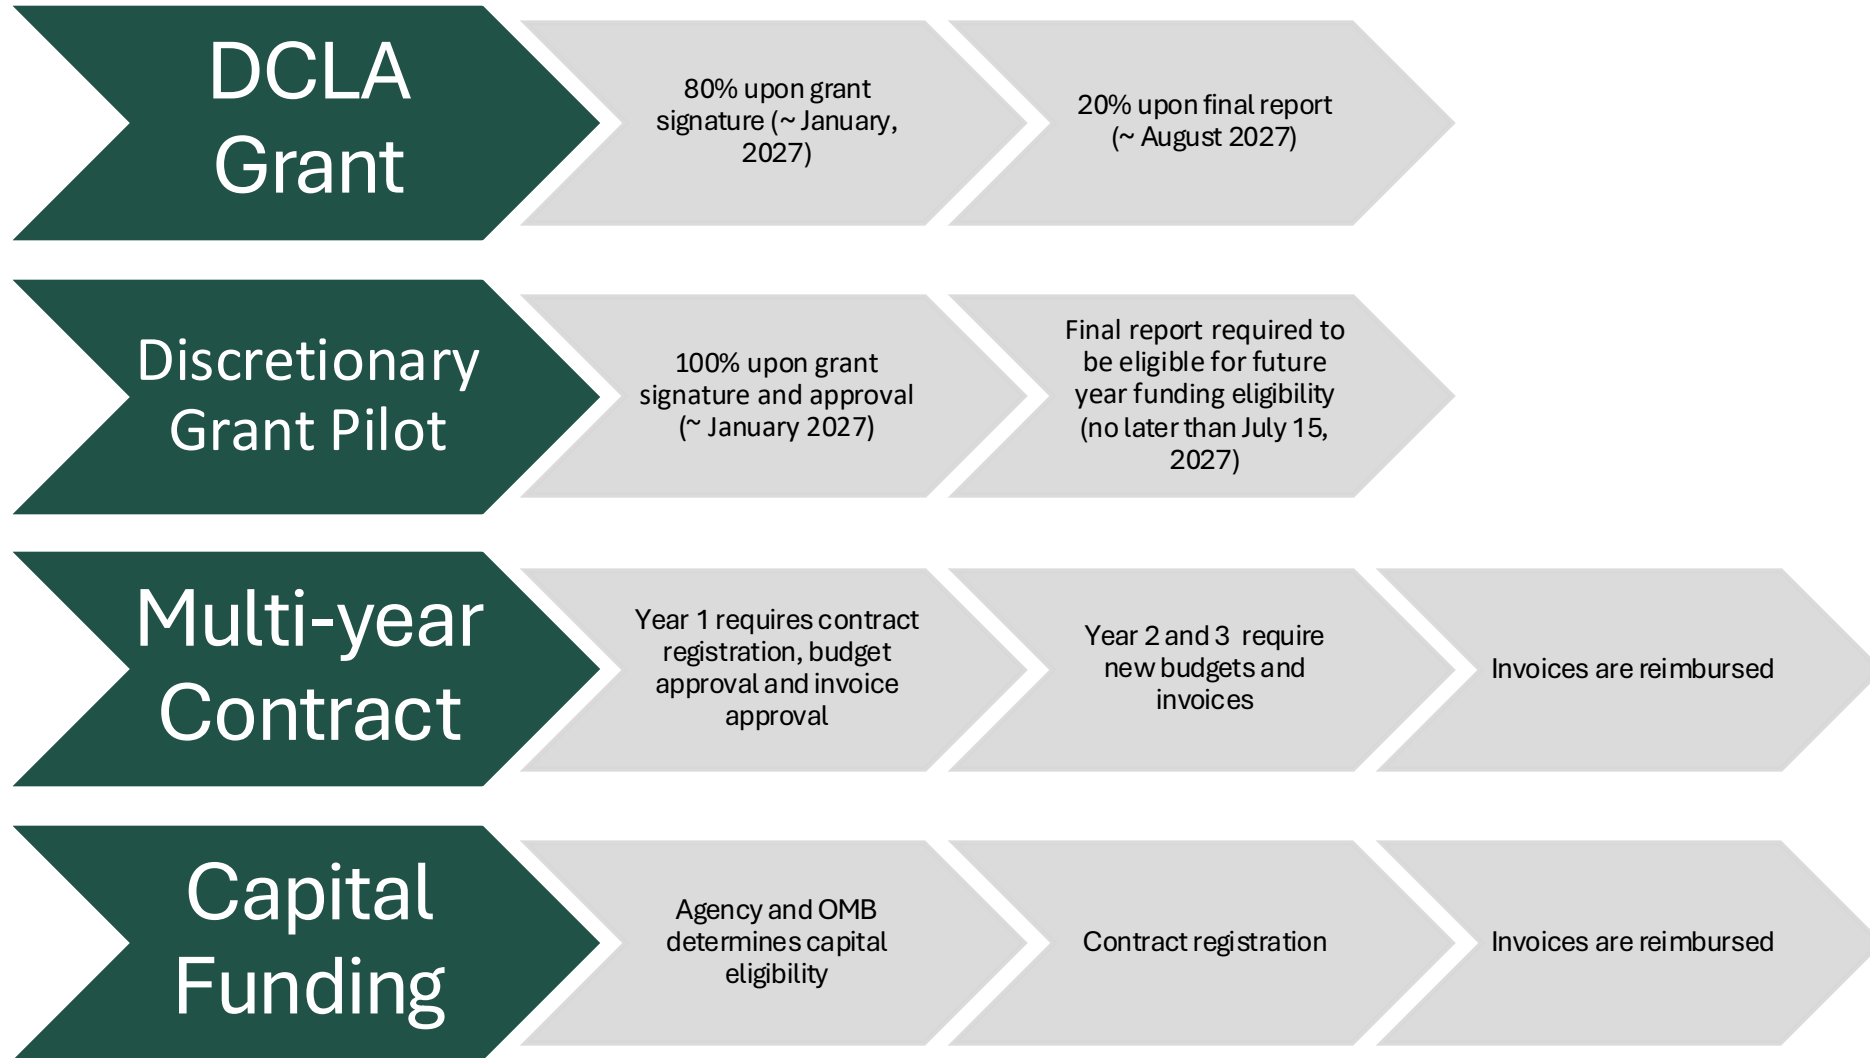 DCLA
Grant
80% upon grant
signature (~ January,
2027)
20% upon final report
(~ August 2027)
Discretionary
Grant Pilot
100% upon grant
signature and approval
(~ January 2027)
Final report required to
be eligible for future
year funding eligibility
(no later than July 15,
2027)
Multi-year
Contract
Year 1 requires contract
registration, budget
approval and invoice
approval
Year 2 and 3 require
new budgets and
invoices
Invoices are reimbursed
Capital
Funding
Agency and OMB
determines capital
eligibility
Contract registration
Invoices are reimbursed